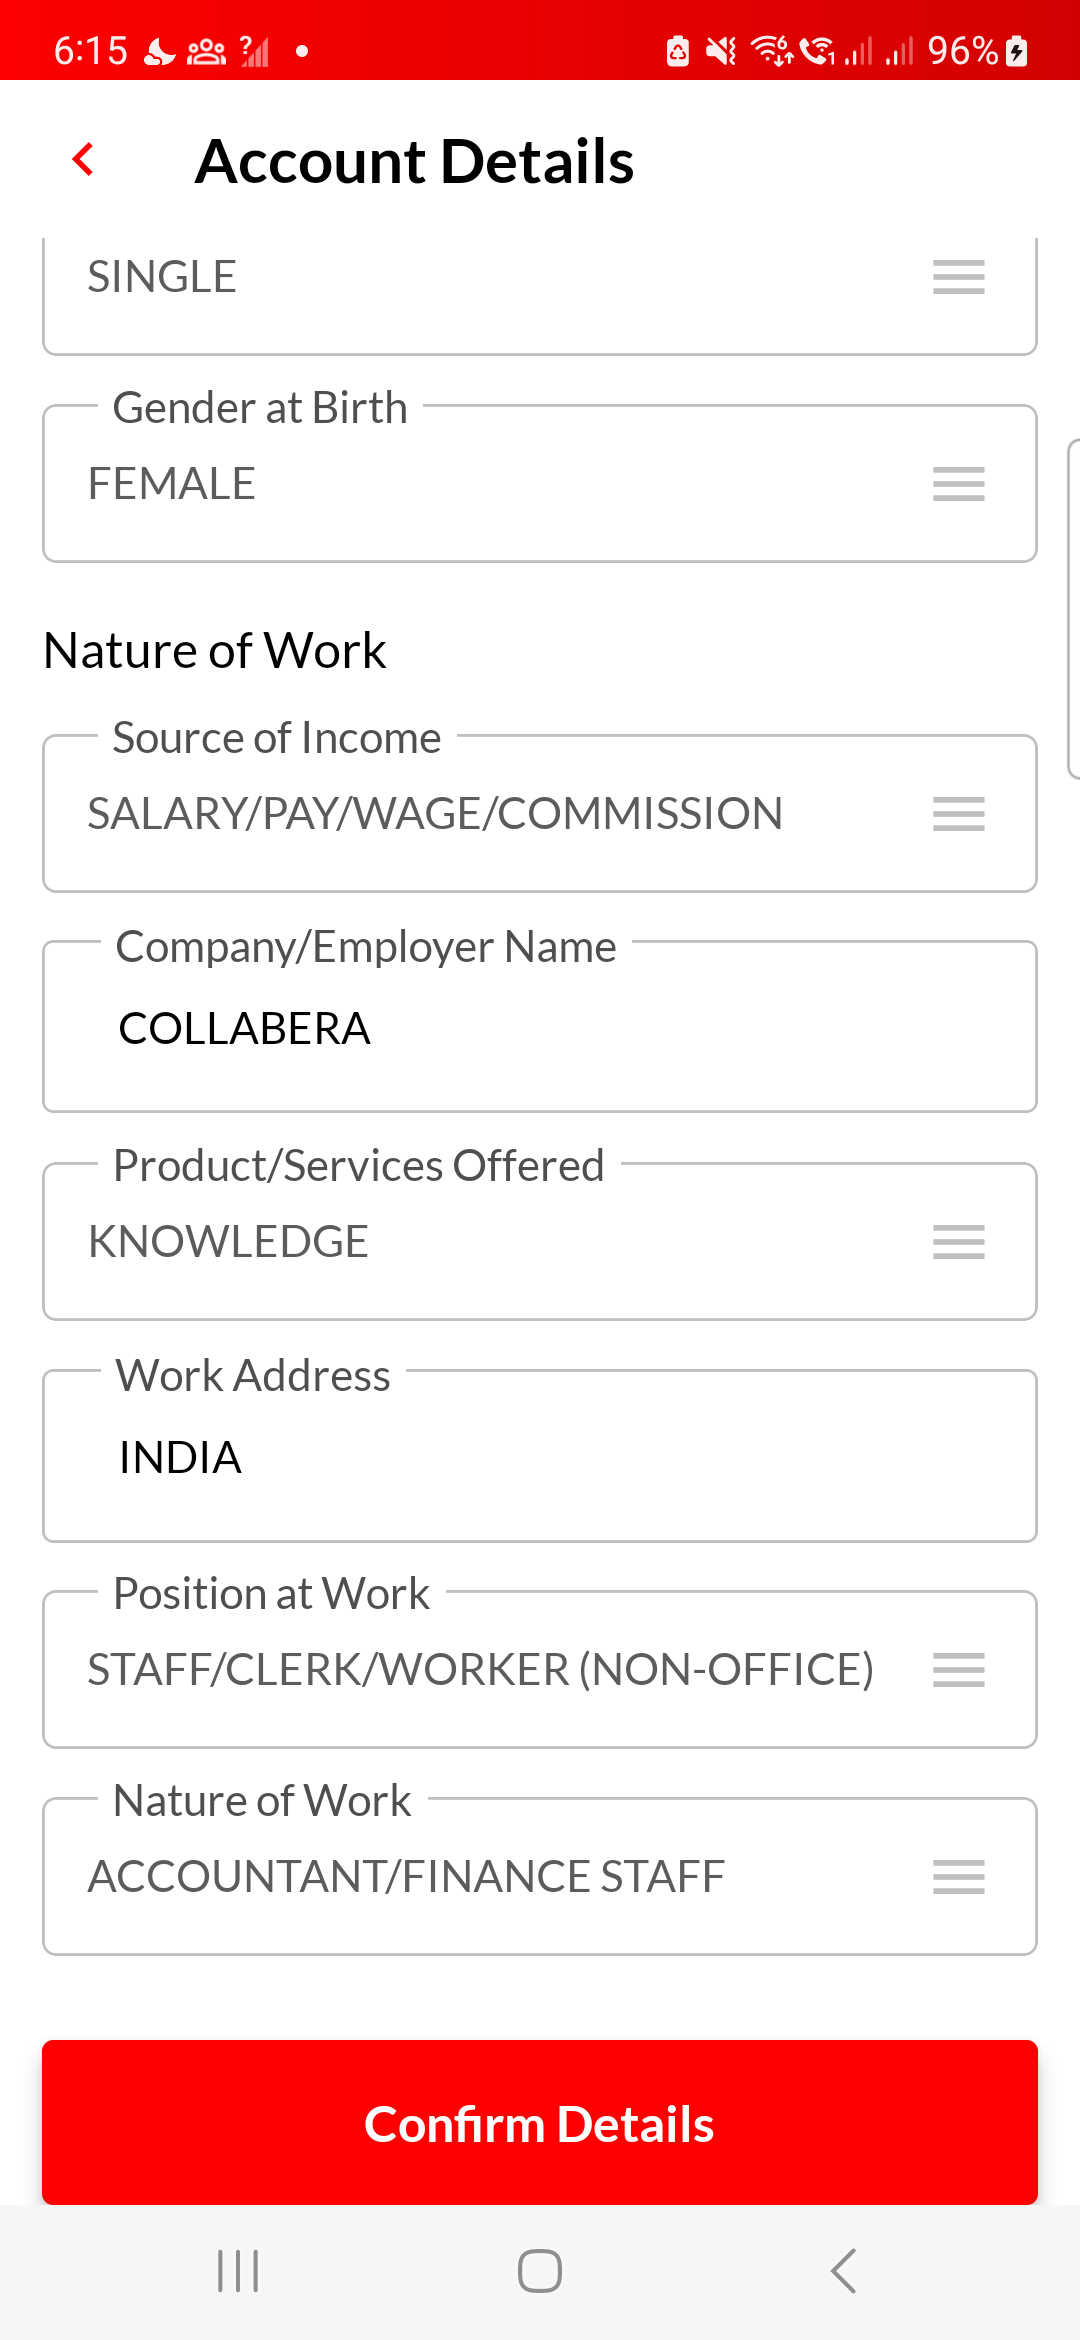 6:15
96%
Account Details
SINGLE
Gender at Birth
FEMALE
Nature of Work
Source of Income
SALARY/PAY/WAGE/COMMISSION
Company/Employer Name
COLLABERA
Product/Services Offered
KNOWLEDGE
Work Address
INDIA
Position at Work
STAFF/CLERK/WORKER (NON-OFFICE)
Nature of Work
ACCOUNTANT/FINANCE STAFF
Confirm Details